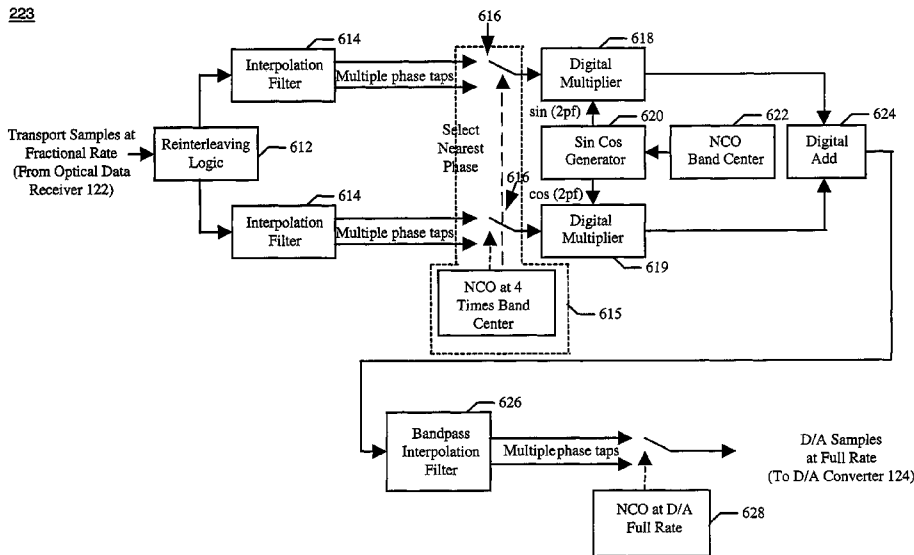 223
616
614
Interpolation
Filter
Multiple phase taps
618
Digital
Multiplier
sin (2pf)
620
622
624
Transport Samples at
Fractional Rate
(From Optical Data
Receiver 122)
Reinterleaving
Logic
612
Select
Nearest
Phase
Sin Cos
Generator
NCO
Band Center
Digital
Add
616
cos (2pf)
614
Interpolation
Filter
Multiple phase taps
Digital
Multiplier
619
NCO at 4
Times Band
Center
615
626
Bandpass
Interpolation
Filter
Multiple phase taps
D/A Samples
at Full Rate
(To D/A Converter 124)
NCO at D/A
Full Rate
628